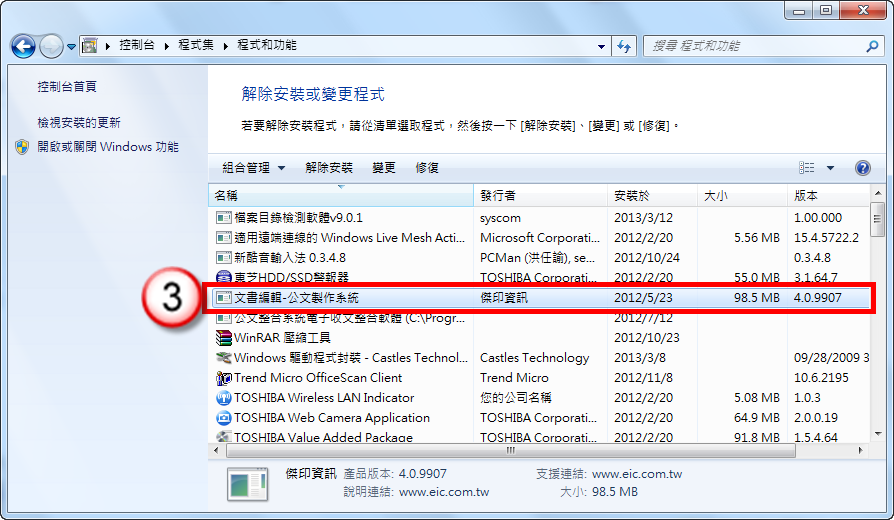 控制台 ▸ 程式集 ▸ 程式和功能
搜尋 程式和功能
控制台首頁
檢視安裝的更新
開啟或關閉 Windows 功能
解除安裝或變更程式
若要解除安裝程式，請從清單選取程式，然後按一下 [解除安裝]、[變更] 或 [修復]。
組合管理 解除安裝 變更 修復
名稱 發行者 安裝於 大小 版本
檔案目錄檢測軟體v9.0.1 syscom 2013/3/12 1.00.000
適用遠端連線的 Windows Live Mesh Acti... Microsoft Corporati... 2012/2/20 5.56 MB 15.4.5722.2
新酷音輸入法 0.3.4.8 PCMan (洪任諭), se... 2012/10/24 0.3.4.8
東芝HDD/SSD警報器 TOSHIBA Corporati... 2012/2/20 55.0 MB 3.1.64.7
3
文書編輯-公文製作系統 傑印資訊 2012/5/23 98.5 MB 4.0.9907
公文整合系統電子收文整合軟體 (C:\Progr... 2012/7/12
WinRAR 壓縮工具 2012/10/23
Windows 驅動程式封裝 - Castles Technol... Castles Technology 2013/3/8 09/28/2009 3
Trend Micro OfficeScan Client Trend Micro 2012/11/8 10.6.2195
TOSHIBA Wireless LAN Indicator 您的公司名稱 2012/2/20 5.08 MB 1.0.3
TOSHIBA Web Camera Application TOSHIBA Corporati... 2012/2/20 64.9 MB 2.0.0.19
TOSHIBA Value Added Package TOSHIBA Corporati... 2012/2/20 91.8 MB 1.5.4.64
傑印資訊 產品版本: 4.0.9907 支援連結: www.eic.com.tw
說明連結: www.eic.com.tw 大小: 98.5 MB